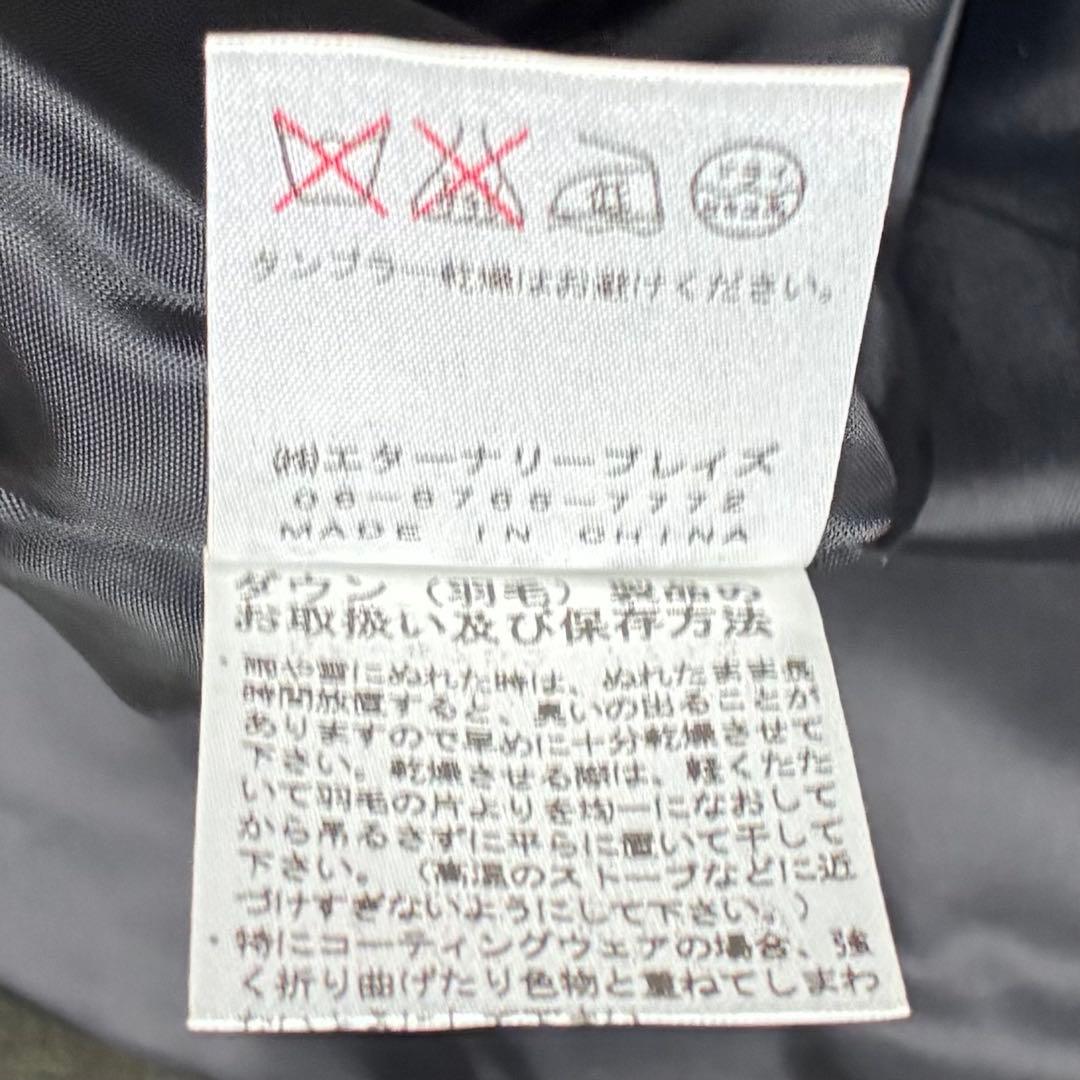 低
ドライ
セキユ系
タンブラー乾燥はお避けください。
㈱エターナリーブレイズ
06-6766-7772
MADE IN CHINA
ダウン（羽毛）製品の
お取扱い及び保存方法
・雨や雪にぬれた時は、ぬれたまま長
時間放置すると、臭いの出ることが
ありますので早めに十分乾燥させて
下さい。乾燥させる際は、軽くたた
いて羽毛の片よりを均一になおして
から吊るさずに平らに置いて干して
下さい。（高温のストーブなどに近
づけすぎないようにして下さい。）
・特にコーティングウェアの場合、強
く折り曲げたり色物と重ねてしまわ